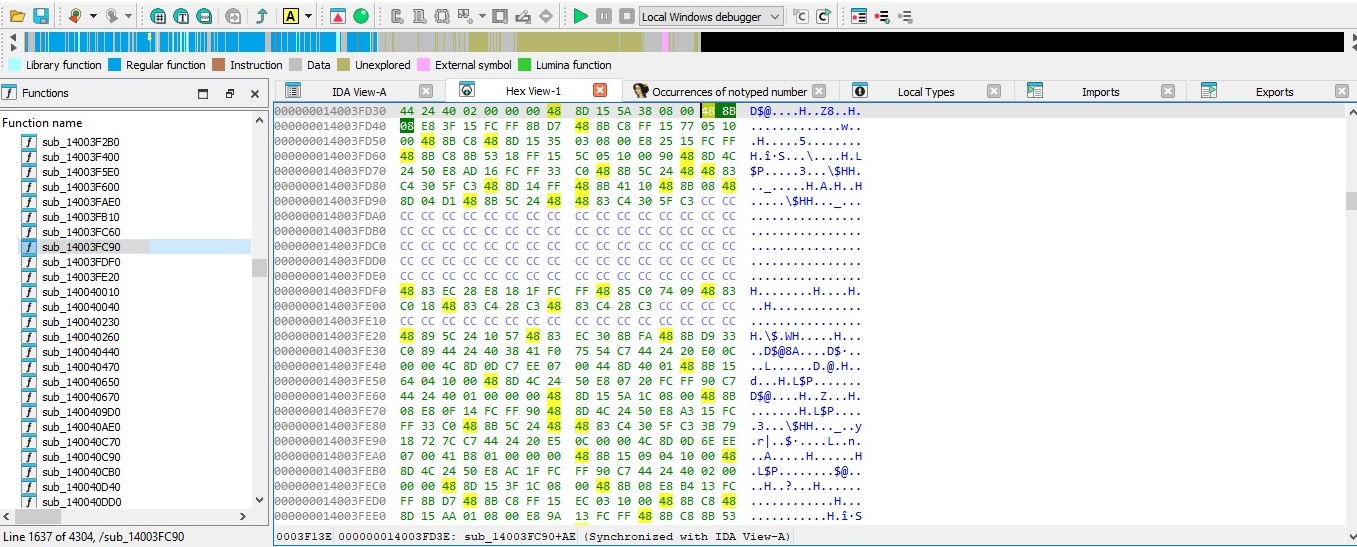 Local Windows debugger
Library function Regular function Instruction Data Unexplored External symbol Lumina function
Functions
IDA View-A Hex View-1 Occurrences of notyped number Local Types Imports Exports
Function name
sub_14003F2B0
sub_14003F400
sub_14003F5E0
sub_14003F600
sub_14003FAE0
sub_14003FB10
sub_14003FC60
sub_14003FC90
sub_14003FDF0
sub_14003FE20
sub_140040010
sub_140040040
sub_140040230
sub_140040260
sub_140040440
sub_140040470
sub_140040650
sub_140040670
sub_1400409D0
sub_140040AE0
sub_140040C70
sub_140040C90
sub_140040CB0
sub_140040D40
sub_140040DD0
Line 1637 of 4304, /sub_14003FC90
000000014003FD30 44 24 40 02 00 00 00 48 8D 15 5A 38 08 00 48 8B D$@....H..Z8..H.
000000014003FD40 08 E8 3F 15 FC FF 8B D7 48 8B C8 FF 15 77 05 10 .............w..
000000014003FD50 00 48 8B C8 48 8D 15 35 03 08 00 E8 25 15 FC FF .H.....5........
000000014003FD60 48 8B C8 8B 53 18 FF 15 5C 05 10 00 90 48 8D 4C H.î·S...\....H.L
000000014003FD70 24 50 E8 AD 16 FC FF 33 C0 48 8B 5C 24 48 48 83 $P.....3...\$HH.
000000014003FD80 C4 30 5F C3 48 8D 14 FF 48 8B 41 10 48 8B 08 48 .._.....H.A.H..H
000000014003FD90 8D 04 D1 48 8B 5C 24 48 48 83 C4 30 5F C3 CC CC .....\$HH..._...
000000014003FDA0 CC CC CC CC CC CC CC CC CC CC CC CC CC CC CC CC ................
000000014003FDB0 CC CC CC CC CC CC CC CC CC CC CC CC CC CC CC CC ................
000000014003FDC0 CC CC CC CC CC CC CC CC CC CC CC CC CC CC CC CC ................
000000014003FDD0 CC CC CC CC CC CC CC CC CC CC CC CC CC CC CC CC ................
000000014003FDE0 CC CC CC CC CC CC CC CC CC CC CC CC CC CC CC CC ................
000000014003FDF0 48 83 EC 28 E8 18 1F FC FF 48 85 C0 74 09 48 83 H........H....H.
000000014003FE00 C0 18 48 83 C4 28 C3 48 83 C4 28 C3 CC CC CC CC ..H.............
000000014003FE10 CC CC CC CC CC CC CC CC CC CC CC CC CC CC CC CC ................
000000014003FE20 48 89 5C 24 10 57 48 83 EC 30 8B FA 48 8B D9 33 H.\$.WH.....H...
000000014003FE30 C0 89 44 24 40 38 41 F0 75 54 C7 44 24 20 E0 0C ..D$@8A....D$·..
000000014003FE40 00 00 4C 8D 0D C7 EE 07 00 44 8D 40 01 48 8B 15 ..L......D.@.H..
000000014003FE50 64 04 10 00 48 8D 4C 24 50 E8 07 20 FC FF 90 C7 d...H.L$P.......
000000014003FE60 44 24 40 01 00 00 00 48 8D 15 5A 1C 08 00 48 8B D$@....H..Z...H.
000000014003FE70 08 E8 0F 14 FC FF 90 48 8D 4C 24 50 E8 A3 15 FC .......H.L$P....
000000014003FE80 FF 33 C0 48 8B 5C 24 48 48 83 C4 30 5F C3 3B 79 .3...\$HH..._..y
000000014003FE90 18 72 7C C7 44 24 20 E5 0C 00 00 4C 8D 0D 6E EE .r|..$·....L..n.
000000014003FEA0 07 00 41 B8 01 00 00 00 48 8B 15 09 04 10 00 48 ..A.....H......H
000000014003FEB0 8D 4C 24 50 E8 AC 1F FC FF 90 C7 44 24 40 02 00 .L$P.......$@..
000000014003FEC0 00 00 48 8D 15 3F 1C 08 00 48 8B 08 E8 B4 13 FC ..H..?...H......
000000014003FED0 FF 8B D7 48 8B C8 FF 15 EC 03 10 00 48 8B C8 48 ...........H...
000000014003FEE0 8D 15 AA 01 08 00 E8 9A 13 FC FF 48 8B C8 8B 53 ...........H.î·S
0003F13E 000000014003FD3E: sub_14003FC90+AE (Synchronized with IDA View-A)